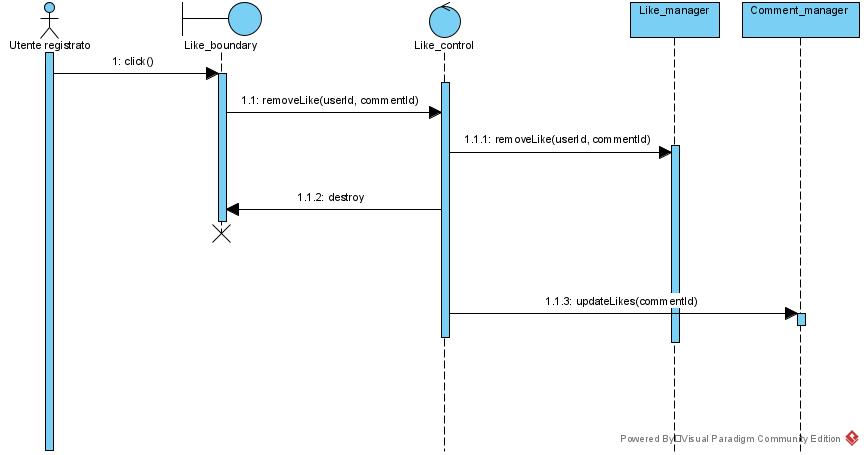 Utente registrato
Like_boundary
Like_control
Like_manager
Comment_manager
1: click()
1.1: removeLike(userId, commentId)
1.1.1: removeLike(userId, commentId)
1.1.2: destroy
1.1.3: updateLikes(commentId)
Powered By Visual Paradigm Community Edition